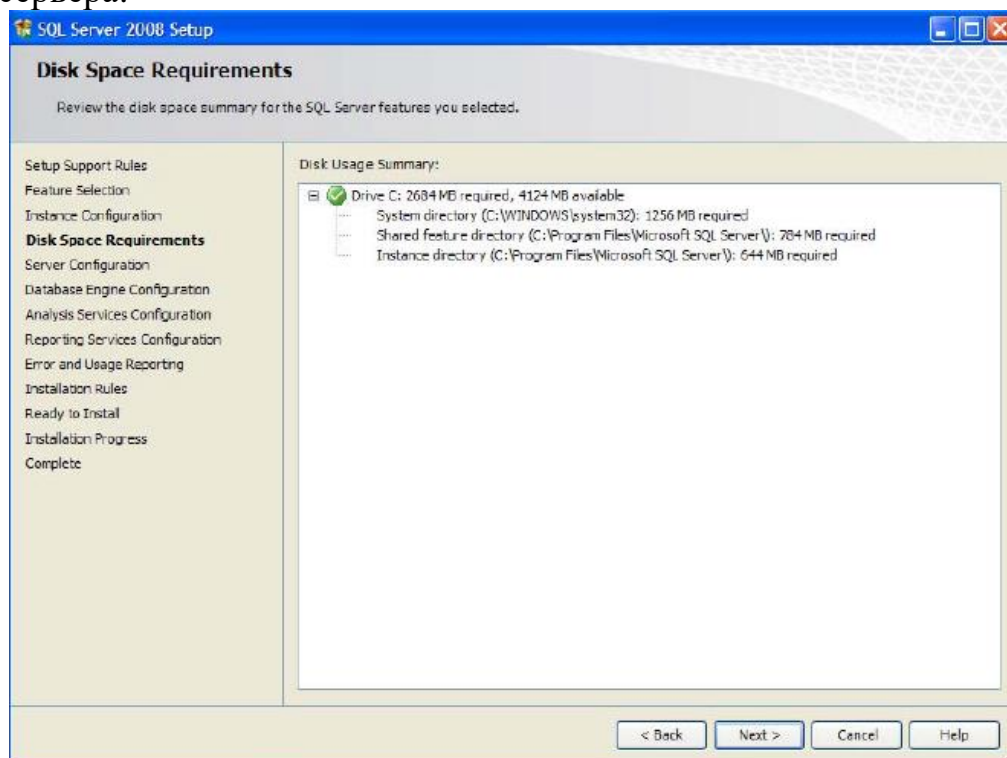 сервера.
SQL Server 2008 Setup
Disk Space Requirements
Review the disk space summary for the SQL Server features you selected.
Setup Support Rules
Feature Selection
Instance Configuration
Disk Space Requirements
Server Configuration
Database Engine Configuration
Analysis Services Configuration
Reporting Services Configuration
Error and Usage Reporting
Installation Rules
Ready to Install
Installation Progress
Complete
Disk Usage Summary:
Drive C: 2684 MB required, 4124 MB available
System directory (C:\WINDOWS\system32): 1256 MB required
Shared feature directory (C:\Program Files\Microsoft SQL Server\): 784 MB required
Instance directory (C:\Program Files\Microsoft SQL Server\): 644 MB required
< Back
Next >
Cancel
Help